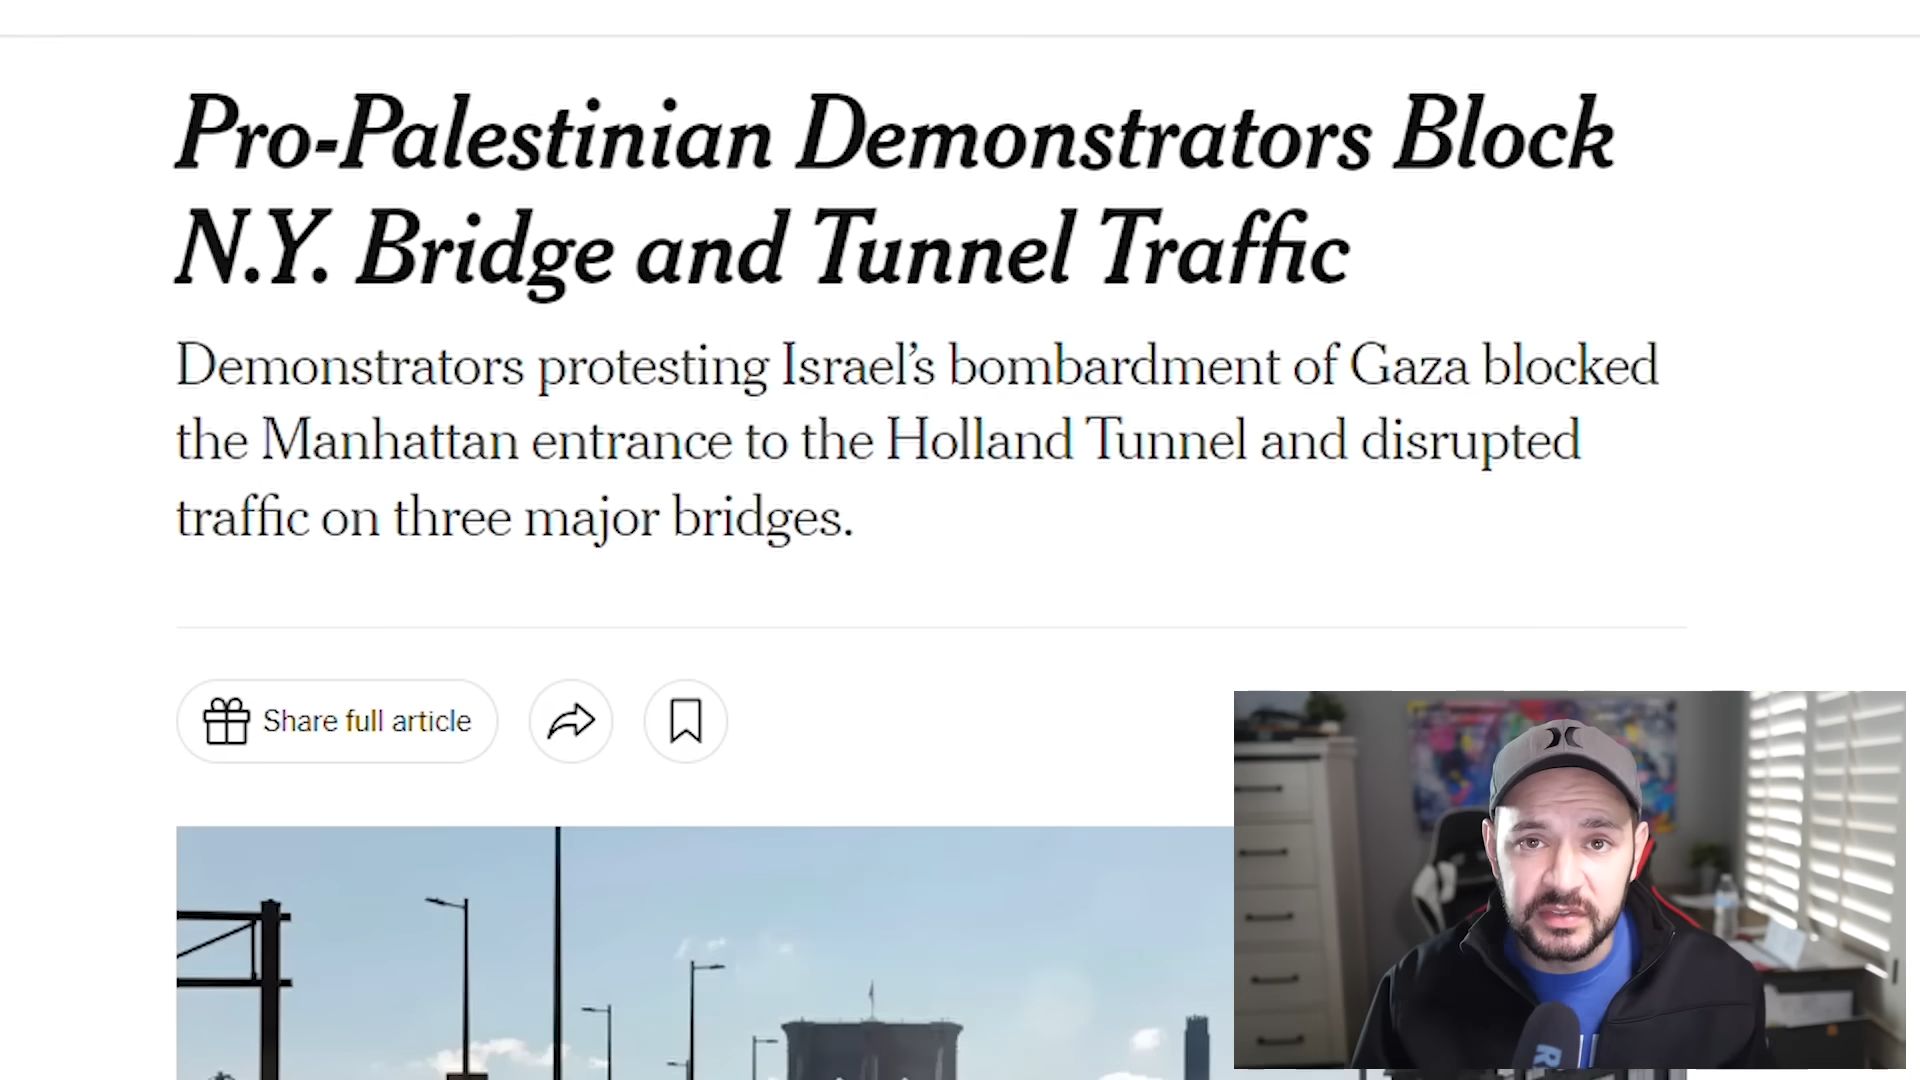 Pro-Palestinian Demonstrators Block
N.Y. Bridge and Tunnel Traffic
Demonstrators protesting Israel’s bombardment of Gaza blocked
the Manhattan entrance to the Holland Tunnel and disrupted
traffic on three major bridges.
Share full article
R